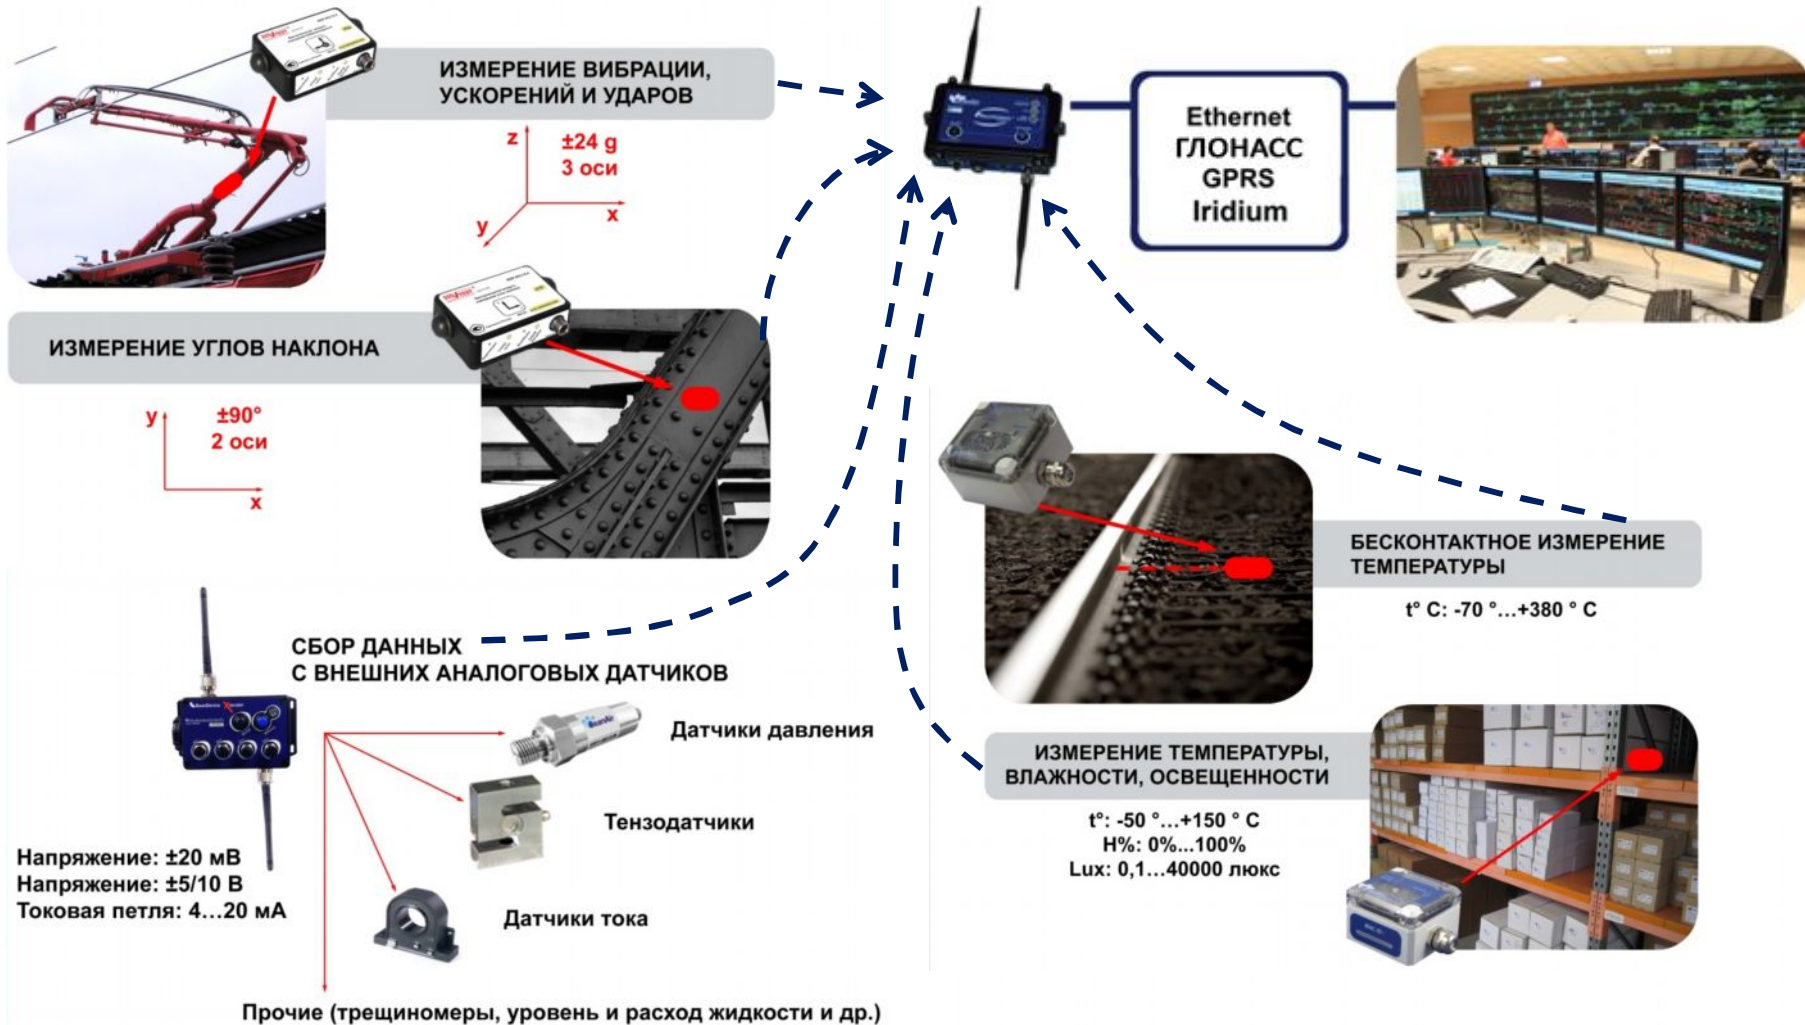 ИЗМЕРЕНИЕ ВИБРАЦИИ,
УСКОРЕНИЙ И УДАРОВ
z
±24 g
3 оси
x
y
Ethernet
ГЛОНАСС
GPRS
Iridium
ИЗМЕРЕНИЕ УГЛОВ НАКЛОНА
y
±90°
2 оси
x
БЕСКОНТАКТНОЕ ИЗМЕРЕНИЕ
ТЕМПЕРАТУРЫ
t° C: -70 °...+380 ° C
СБОР ДАННЫХ
С ВНЕШНИХ АНАЛОГОВЫХ ДАТЧИКОВ
BeanAir
Датчики давления
Тензодатчики
Датчики тока
Напряжение: ±20 мВ
Напряжение: ±5/10 В
Токовая петля: 4...20 мА
Прочие (трещиномеры, уровень и расход жидкости и др.)
ИЗМЕРЕНИЕ ТЕМПЕРАТУРЫ,
ВЛАЖНОСТИ, ОСВЕЩЕННОСТИ
t°: -50 °...+150 ° C
H%: 0%...100%
Lux: 0,1...40000 люкс